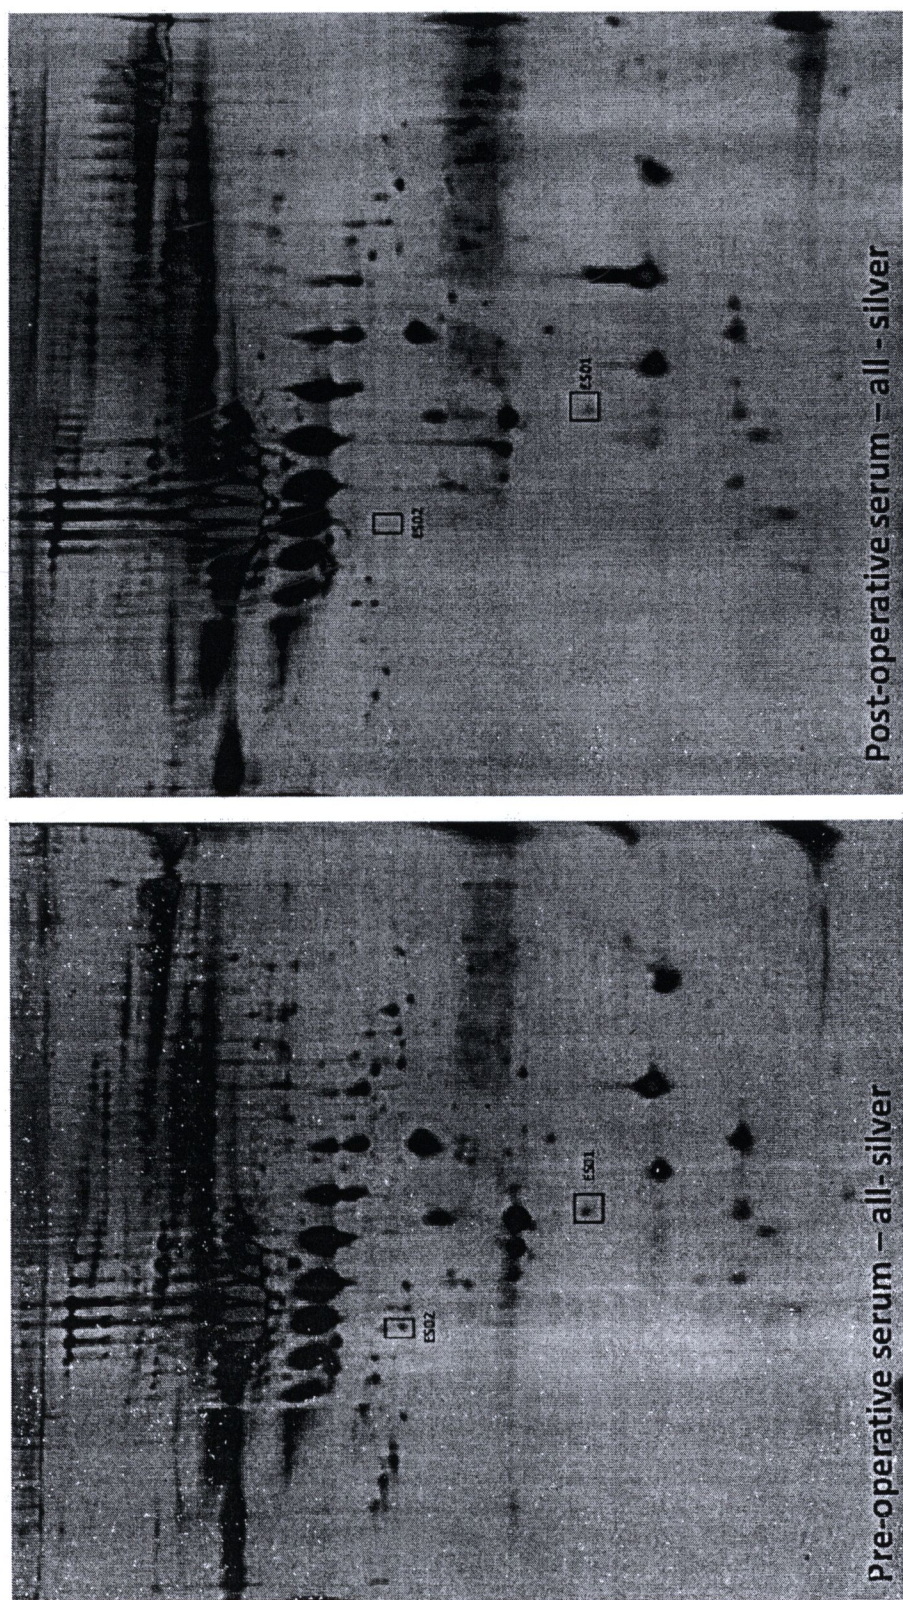 ES02
ES01
Pre-operative serum – all- silver
ES02
ES01
Post-operative serum – all - silver